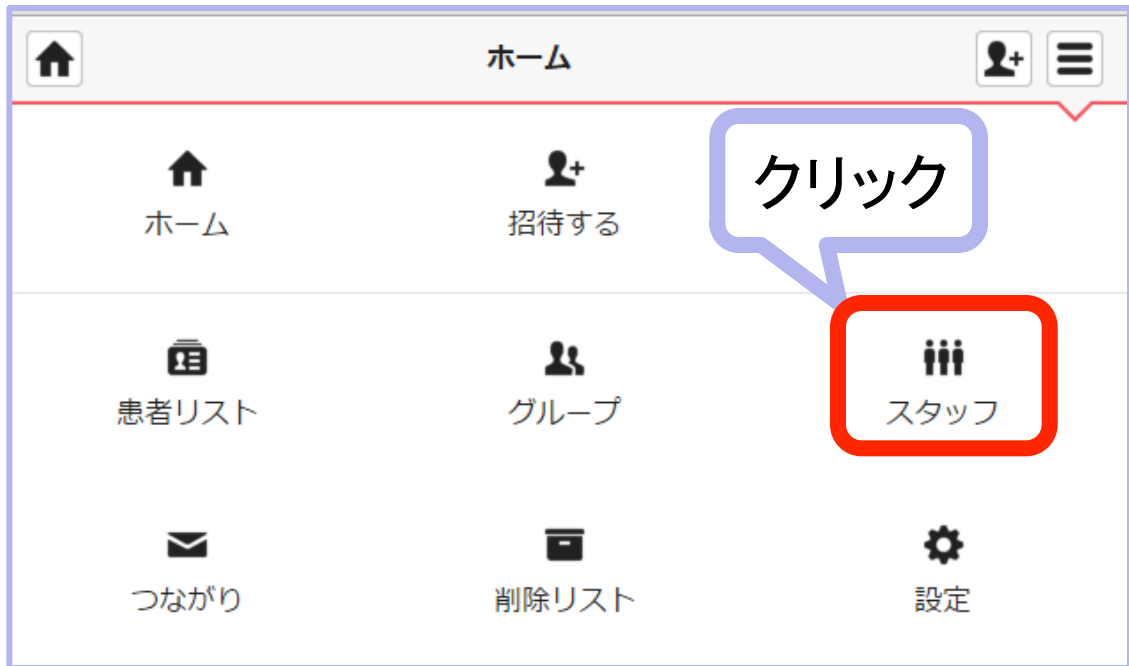 ホーム
クリック
ホーム
招待する
患者リスト
グループ
スタッフ
つながり
削除リスト
設定